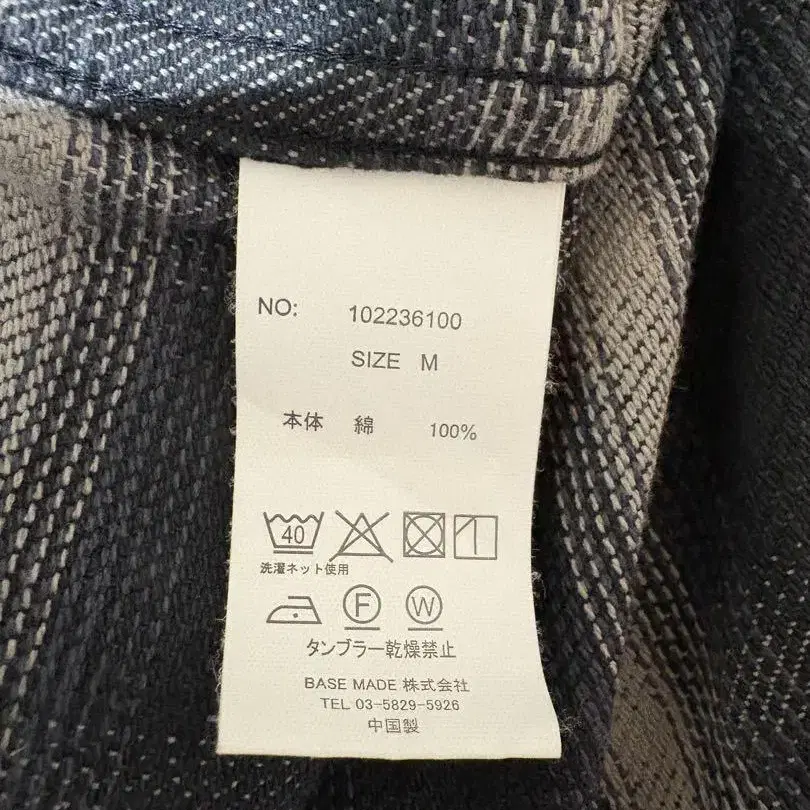 NO: 102236100
SIZE M
本体 綿 100%
40
洗濯ネット使用
F W
タンブラー乾燥禁止
BASE MADE 株式会社
TEL 03-5829-5926
中国製